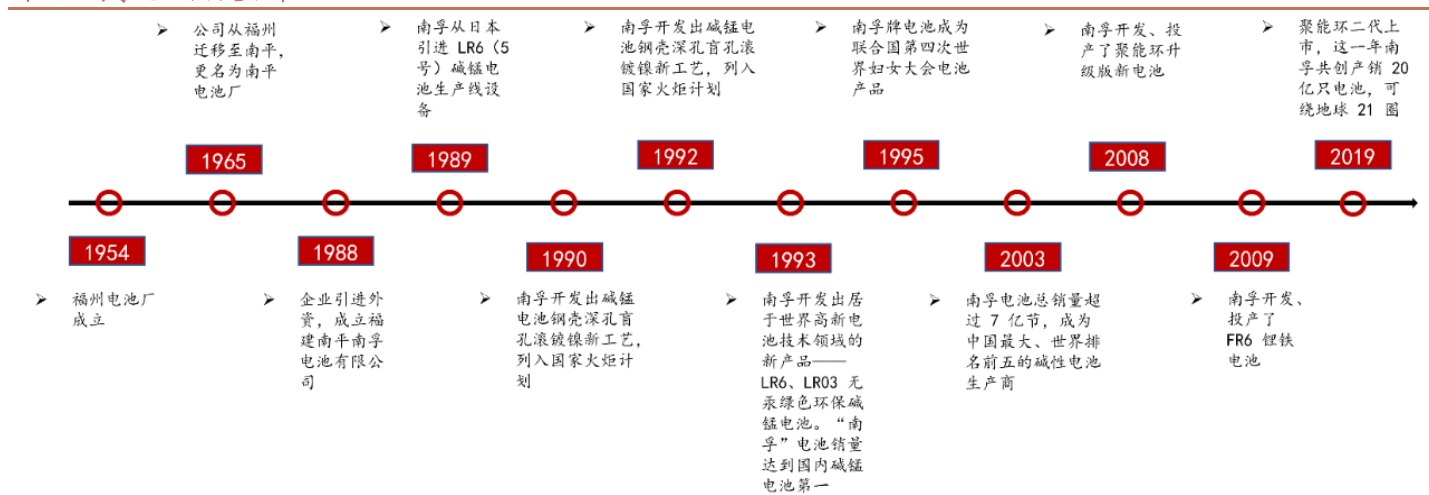 ➢ 公司从福州
迁移至南平,
更名为南平
电池厂
➢ 南孚从日本
引进 LR6（5
号）碱锰电
池生产线设
备
➢ 南孚开发出碱锰电
池钢壳深孔盲孔滚
镀镍新工艺，列入
国家火炬计划
➢ 南孚牌电池成为
联合国第四次世
界妇女大会电池
产品
➢ 南孚开发、投
产了聚能环升
级版新电池
➢ 聚能环二代上
市，这一年南
孚共创产销 20
亿只电池，可
绕地球 21 圈
1965
1989
1992
1995
2008
2019
1954
1988
1990
1993
2003
2009
➢ 福州电池厂
成立
➢ 企业引进外
资，成立福
建南平南孚
电池有限公
司
➢ 南孚开发出碱锰
电池钢壳深孔盲
孔滚镀镍新工艺，
列入国家火炬计
划
➢ 南孚开发出居
于世界高新电
池技术领域的
新产品——
LR6、LR03 无
汞绿色环保碱
锰电池。“南
孚”电池销量
达到国内碱锰
电池第一
➢ 南孚电池总销量超
过 7 亿节，成为
中国最大、世界排
名前五的碱性电池
生产商
➢ 南孚开发、
投产了
FR6 锂铁
电池